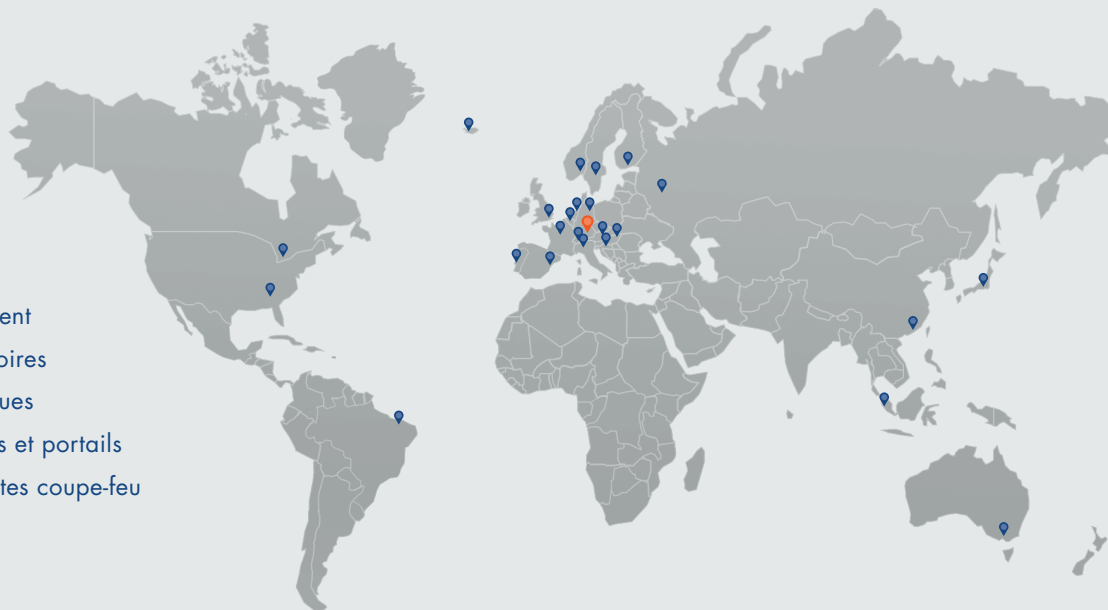 ent
oires
ues
s et portails
tes coupe-feu